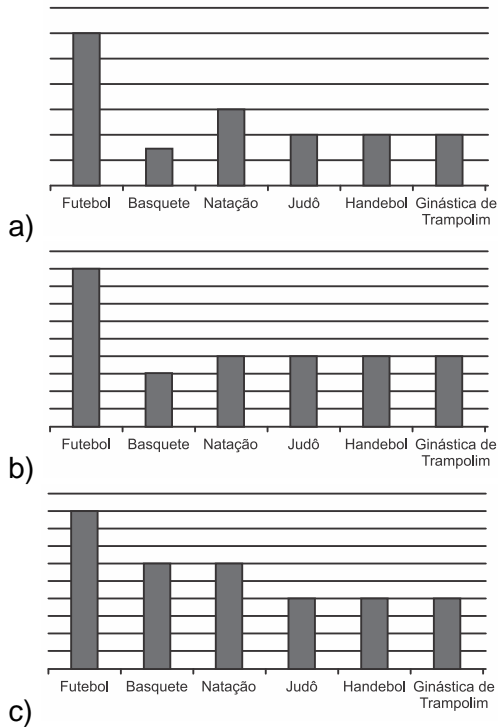 Futebol Basquete Natação Judô Handebol Ginástica de
Trampolim
a)
Futebol Basquete Natação Judô Handebol Ginástica de
Trampolim
b)
Futebol Basquete Natação Judô Handebol Ginástica de
Trampolim
c)